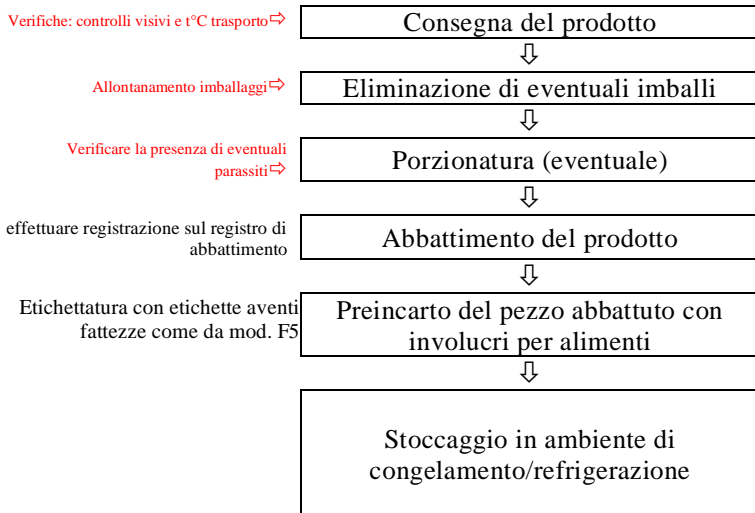 Verifiche: controlli visivi e t°C trasporto⇨
Consegna del prodotto
⇩
Allontanamento imballaggi⇨
Eliminazione di eventuali imballi
⇩
Verificare la presenza di eventuali
parassiti⇨
Porzionatura (eventuale)
⇩
effettuare registrazione sul registro di
abbattimento
Abbattimento del prodotto
⇩
Etichettatura con etichette aventi
fattezze come da mod. F5
Preincarto del pezzo abbattuto con
involucri per alimenti
⇩
Stoccaggio in ambiente di
congelamento/refrigerazione